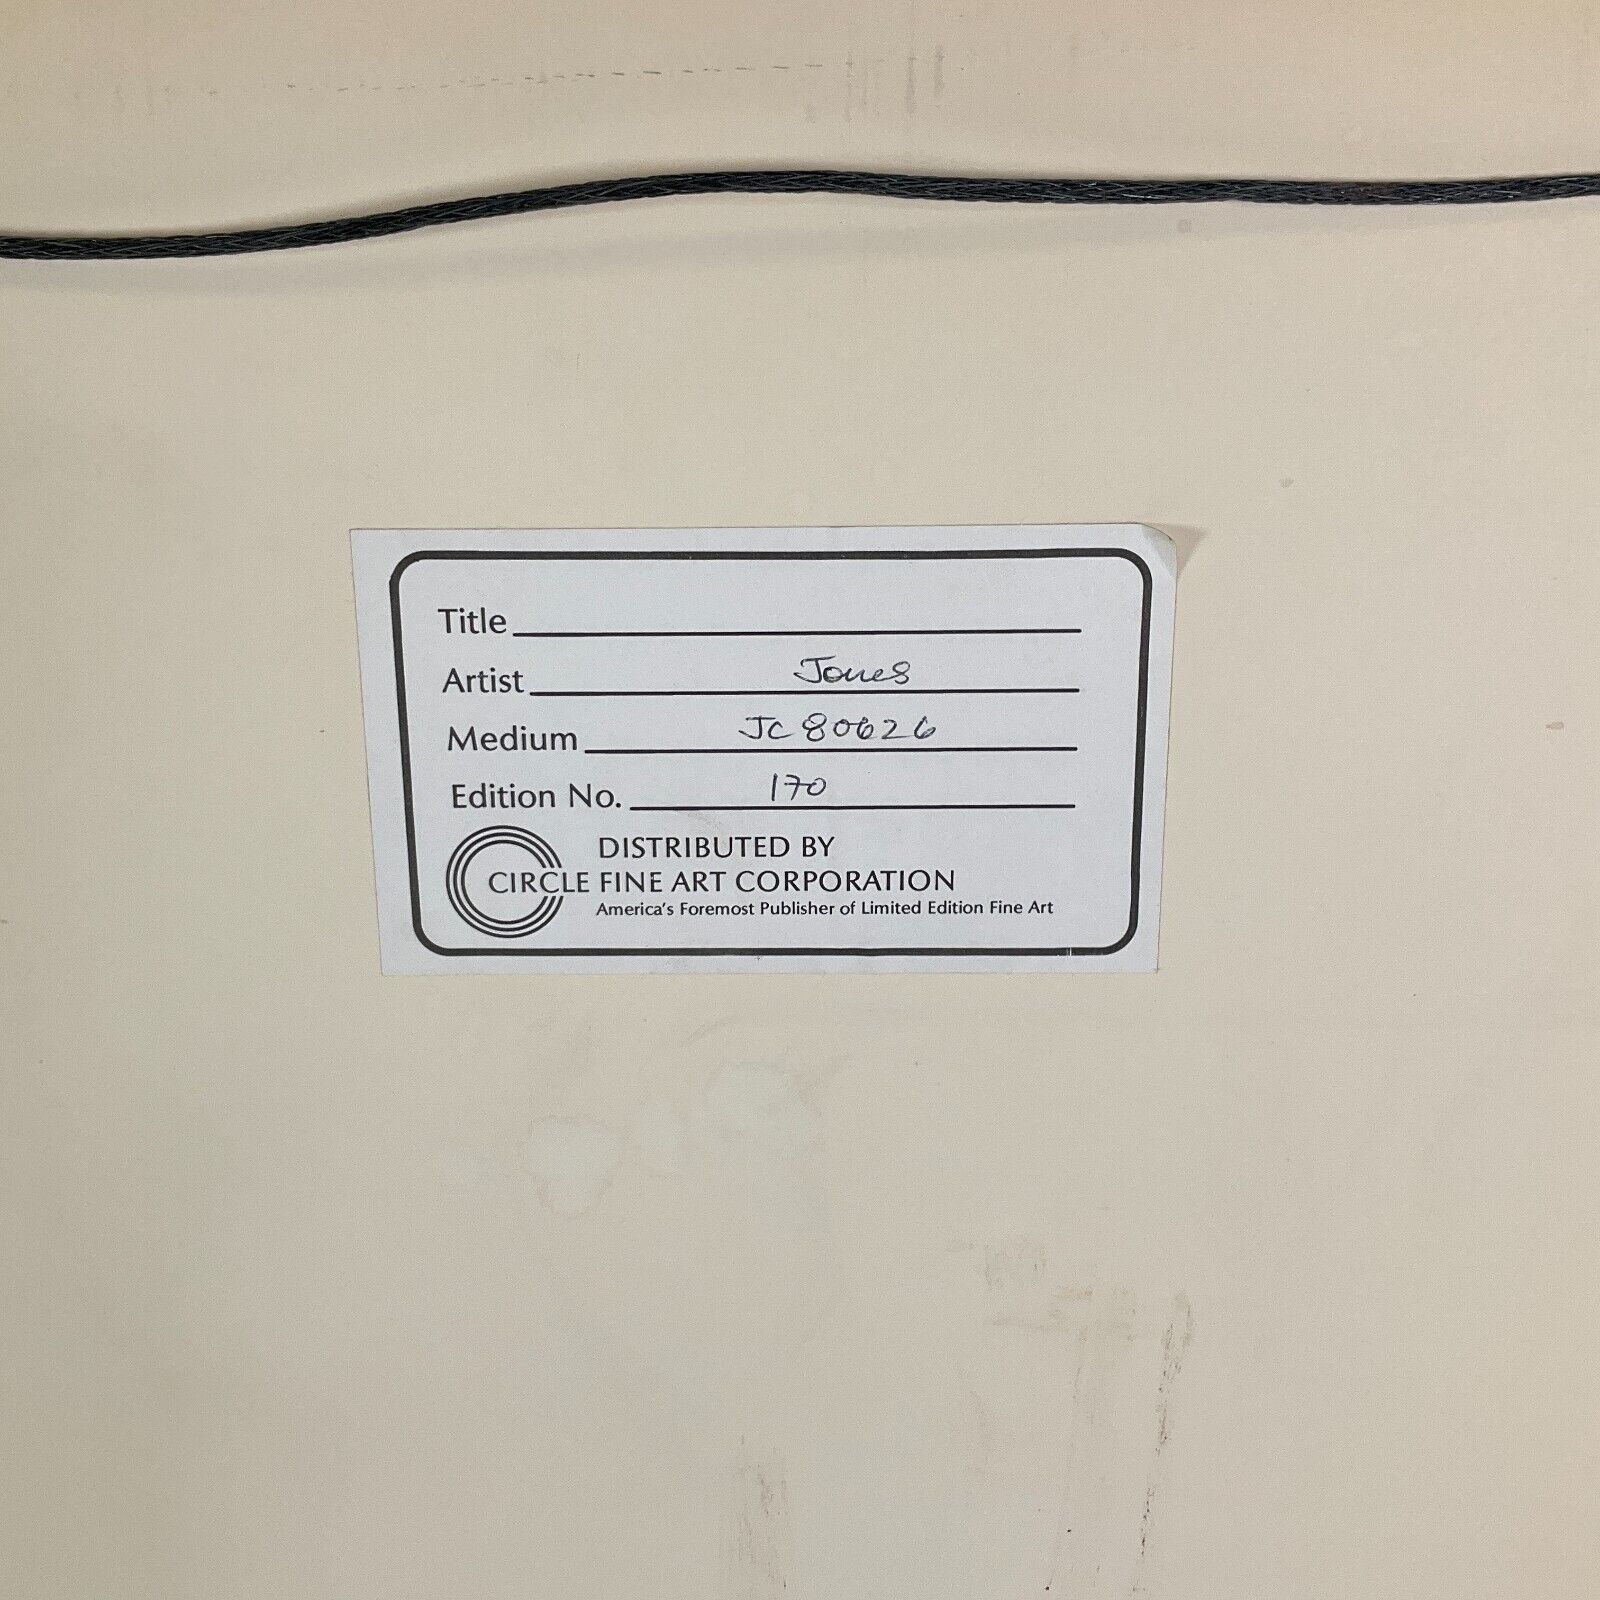 Title
Artist Jones
Medium JC 80626
Edition No. 170
DISTRIBUTED BY
CIRCLE FINE ART CORPORATION
America's Foremost Publisher of Limited Edition Fine Art